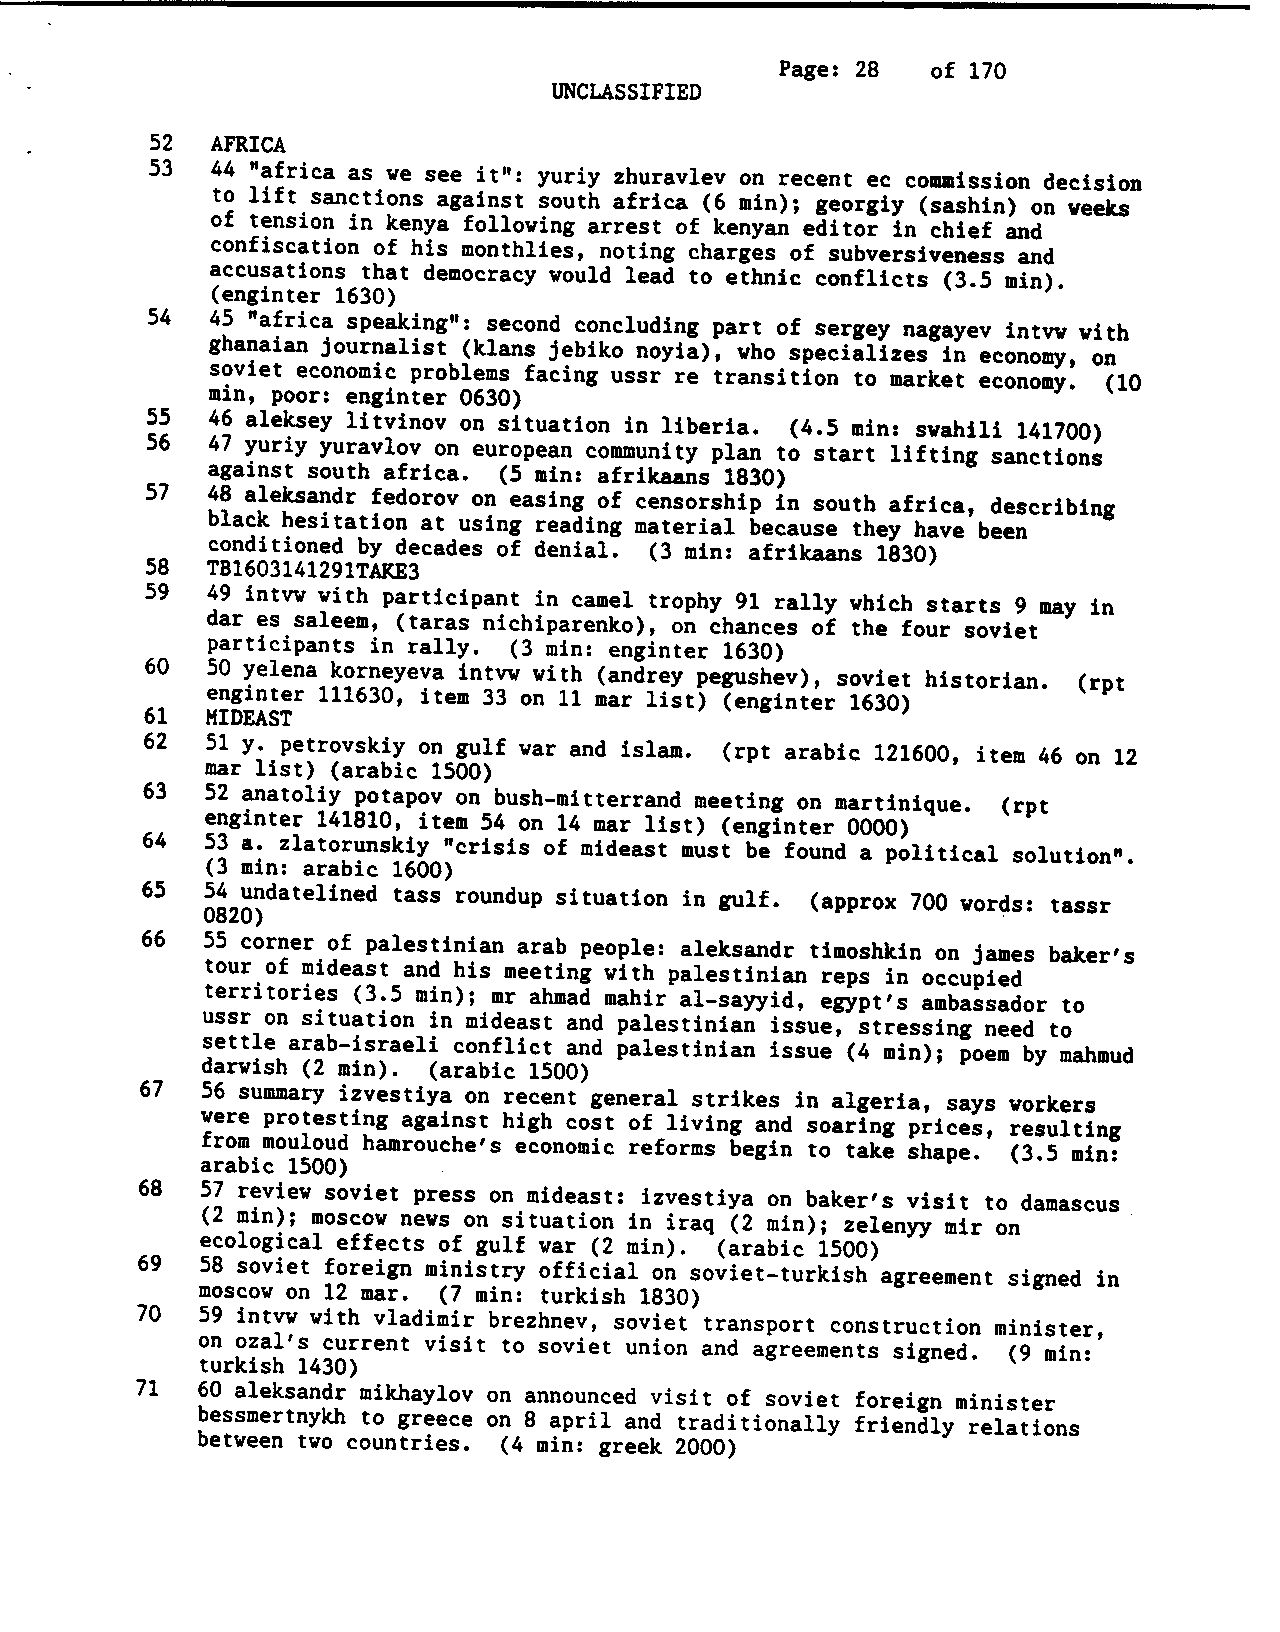 Page: 28 of 170
UNCLASSIFIED
52 AFRICA
53 44 "africa as we see it": yuriy zhuravlev on recent ec commission decision
to lift sanctions against south africa (6 min); georgiy (sashin) on weeks
of tension in kenya following arrest of kenyan editor in chief and
confiscation of his monthlies, noting charges of subversiveness and
accusations that democracy would lead to ethnic conflicts (3.5 min).
(enginter 1630)
54 45 "africa speaking": second concluding part of sergey nagayev intvw with
ghanaian journalist (klans jebiko noyia), who specializes in economy, on
soviet economic problems facing ussr re transition to market economy. (10
min, poor: enginter 0630)
55 46 aleksey litvinov on situation in liberia. (4.5 min: swahili 141700)
56 47 yuriy yuravlov on european community plan to start lifting sanctions
against south africa. (5 min: afrikaans 1830)
57 48 aleksandr fedorov on easing of censorship in south africa, describing
black hesitation at using reading material because they have been
conditioned by decades of denial. (3 min: afrikaans 1830)
58 TB1603141291TAKE3
59 49 intvw with participant in camel trophy 91 rally which starts 9 may in
dar es saleem, (taras nichiparenko), on chances of the four soviet
participants in rally. (3 min: enginter 1630)
60 50 yelena korneyeva intvw with (andrey pegushev), soviet historian. (rpt
enginter 111630, item 33 on 11 mar list) (enginter 1630)
61 MIDEAST
62 51 y. petrovskiy on gulf war and islam. (rpt arabic 121600, item 46 on 12
mar list) (arabic 1500)
63 52 anatoliy potapov on bush-mitterrand meeting on martinique. (rpt
enginter 141810, item 54 on 14 mar list) (enginter 0000)
64 53 a. zlatorunskiy "crisis of mideast must be found a political solution".
(3 min: arabic 1600)
65 54 undatelined tass roundup situation in gulf. (approx 700 words: tassr
0820)
66 55 corner of palestinian arab people: aleksandr timoshkin on james baker's
tour of mideast and his meeting with palestinian reps in occupied
territories (3.5 min); mr ahmad mahir al-sayyid, egypt's ambassador to
ussr on situation in mideast and palestinian issue, stressing need to
settle arab-israeli conflict and palestinian issue (4 min); poem by mahmud
darwish (2 min). (arabic 1500)
67 56 summary izvestiya on recent general strikes in algeria, says workers
were protesting against high cost of living and soaring prices, resulting
from mouloud hamrouche's economic reforms begin to take shape. (3.5 min:
arabic 1500)
68 57 review soviet press on mideast: izvestiya on baker's visit to damascus
(2 min); moscow news on situation in iraq (2 min); zelenyy mir on
ecological effects of gulf war (2 min). (arabic 1500)
69 58 soviet foreign ministry official on soviet-turkish agreement signed in
moscow on 12 mar. (7 min: turkish 1830)
70 59 intvw with vladimir brezhnev, soviet transport construction minister,
on ozal's current visit to soviet union and agreements signed. (9 min:
turkish 1430)
71 60 aleksandr mikhaylov on announced visit of soviet foreign minister
bessmertnykh to greece on 8 april and traditionally friendly relations
between two countries. (4 min: greek 2000)